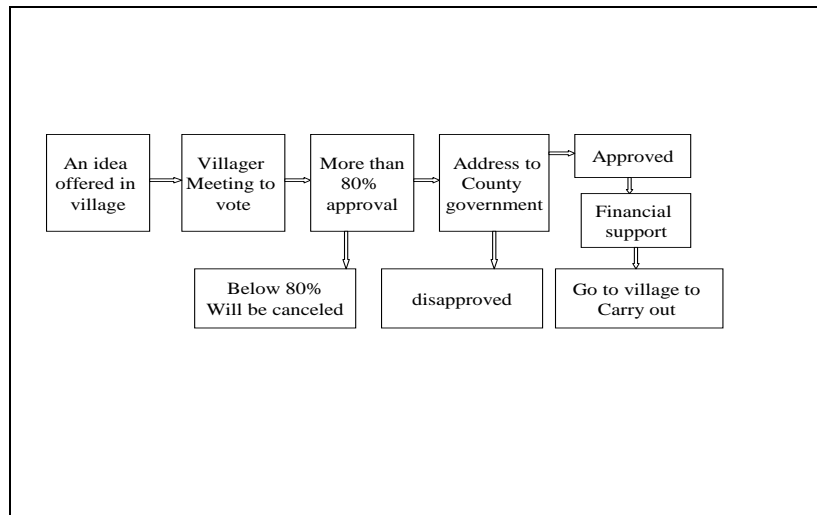 An idea
offered in
village
Villager
Meeting to
vote
More than
80%
approval
Address to
County
government
Approved
Financial
support
Below 80%
Will be canceled
disapproved
Go to village to
Carry out